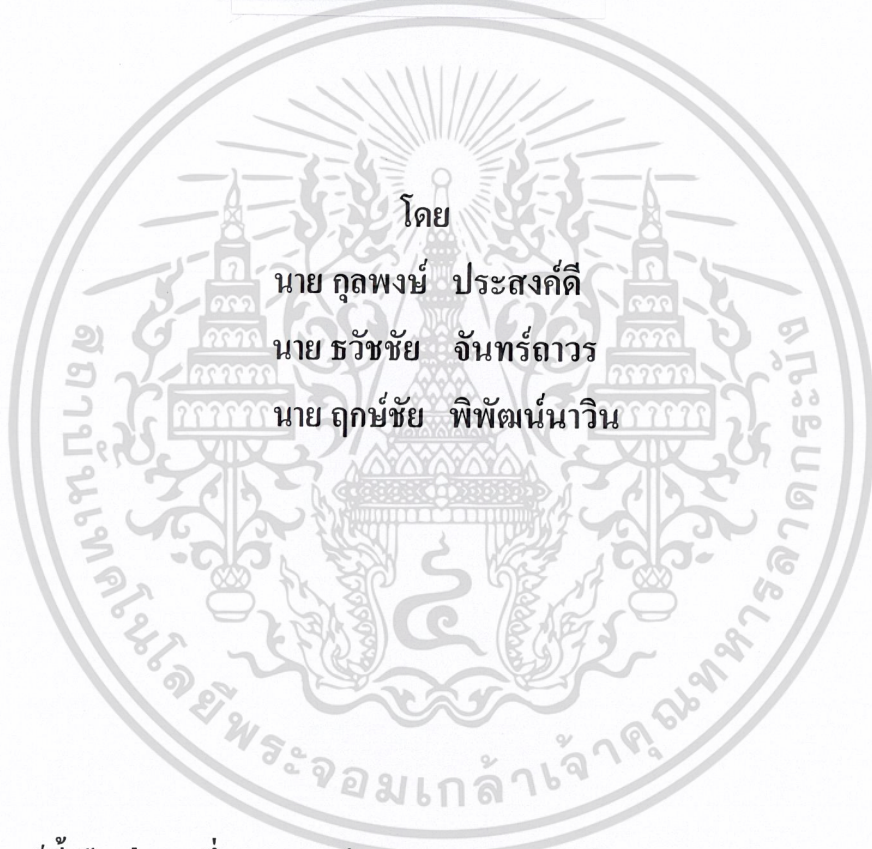 โดย
นาย กุลพงษ์ ประสงค์ดี
นาย ธวัชชัย จันทร์ถาวร
นาย ฤกษ์ชัย พิพัฒน์นาวิน
สถาบันเทคโนโลยีพระจอมเกล้าเจ้าคุณทหารลาดกระบัง
๔